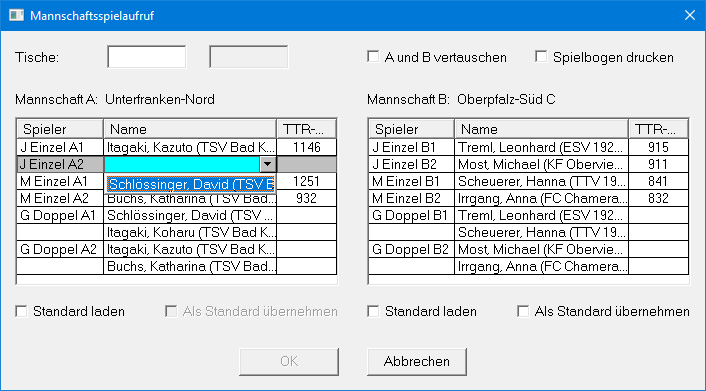 Mannschaftsspielaufruf
Tische:
A und B vertauschen
Spielbogen drucken
Mannschaft A: Unterfranken-Nord
Mannschaft B: Oberpfalz-Süd C
Spieler Name TTR-...
J Einzel A1 Itagaki, Kazuto (TSV Bad K... 1146
J Einzel A2
Schlössinger, David (TSV B
M Einzel A1 1251
M Einzel A2 Buchs, Katharina (TSV Bad... 932
G Doppel A1 Schlössinger, David (TSV ...
Itagaki, Koharu (TSV Bad K...
G Doppel A2 Itagaki, Kazuto (TSV Bad K...
Buchs, Katharina (TSV Bad...
Spieler Name TTR-...
J Einzel B1 Treml, Leonhard (ESV 192... 915
J Einzel B2 Most, Michael (KF Obervie... 911
M Einzel B1 Scheuerer, Hanna (TTV 19... 841
M Einzel B2 Irrgang, Anna (FC Chamera... 832
G Doppel B1 Treml, Leonhard (ESV 192...
Scheuerer, Hanna (TTV 19...
G Doppel B2 Most, Michael (KF Obervie...
Irrgang, Anna (FC Chamera...
Standard laden
Als Standard übernehmen
Standard laden
Als Standard übernehmen
OK
Abbrechen